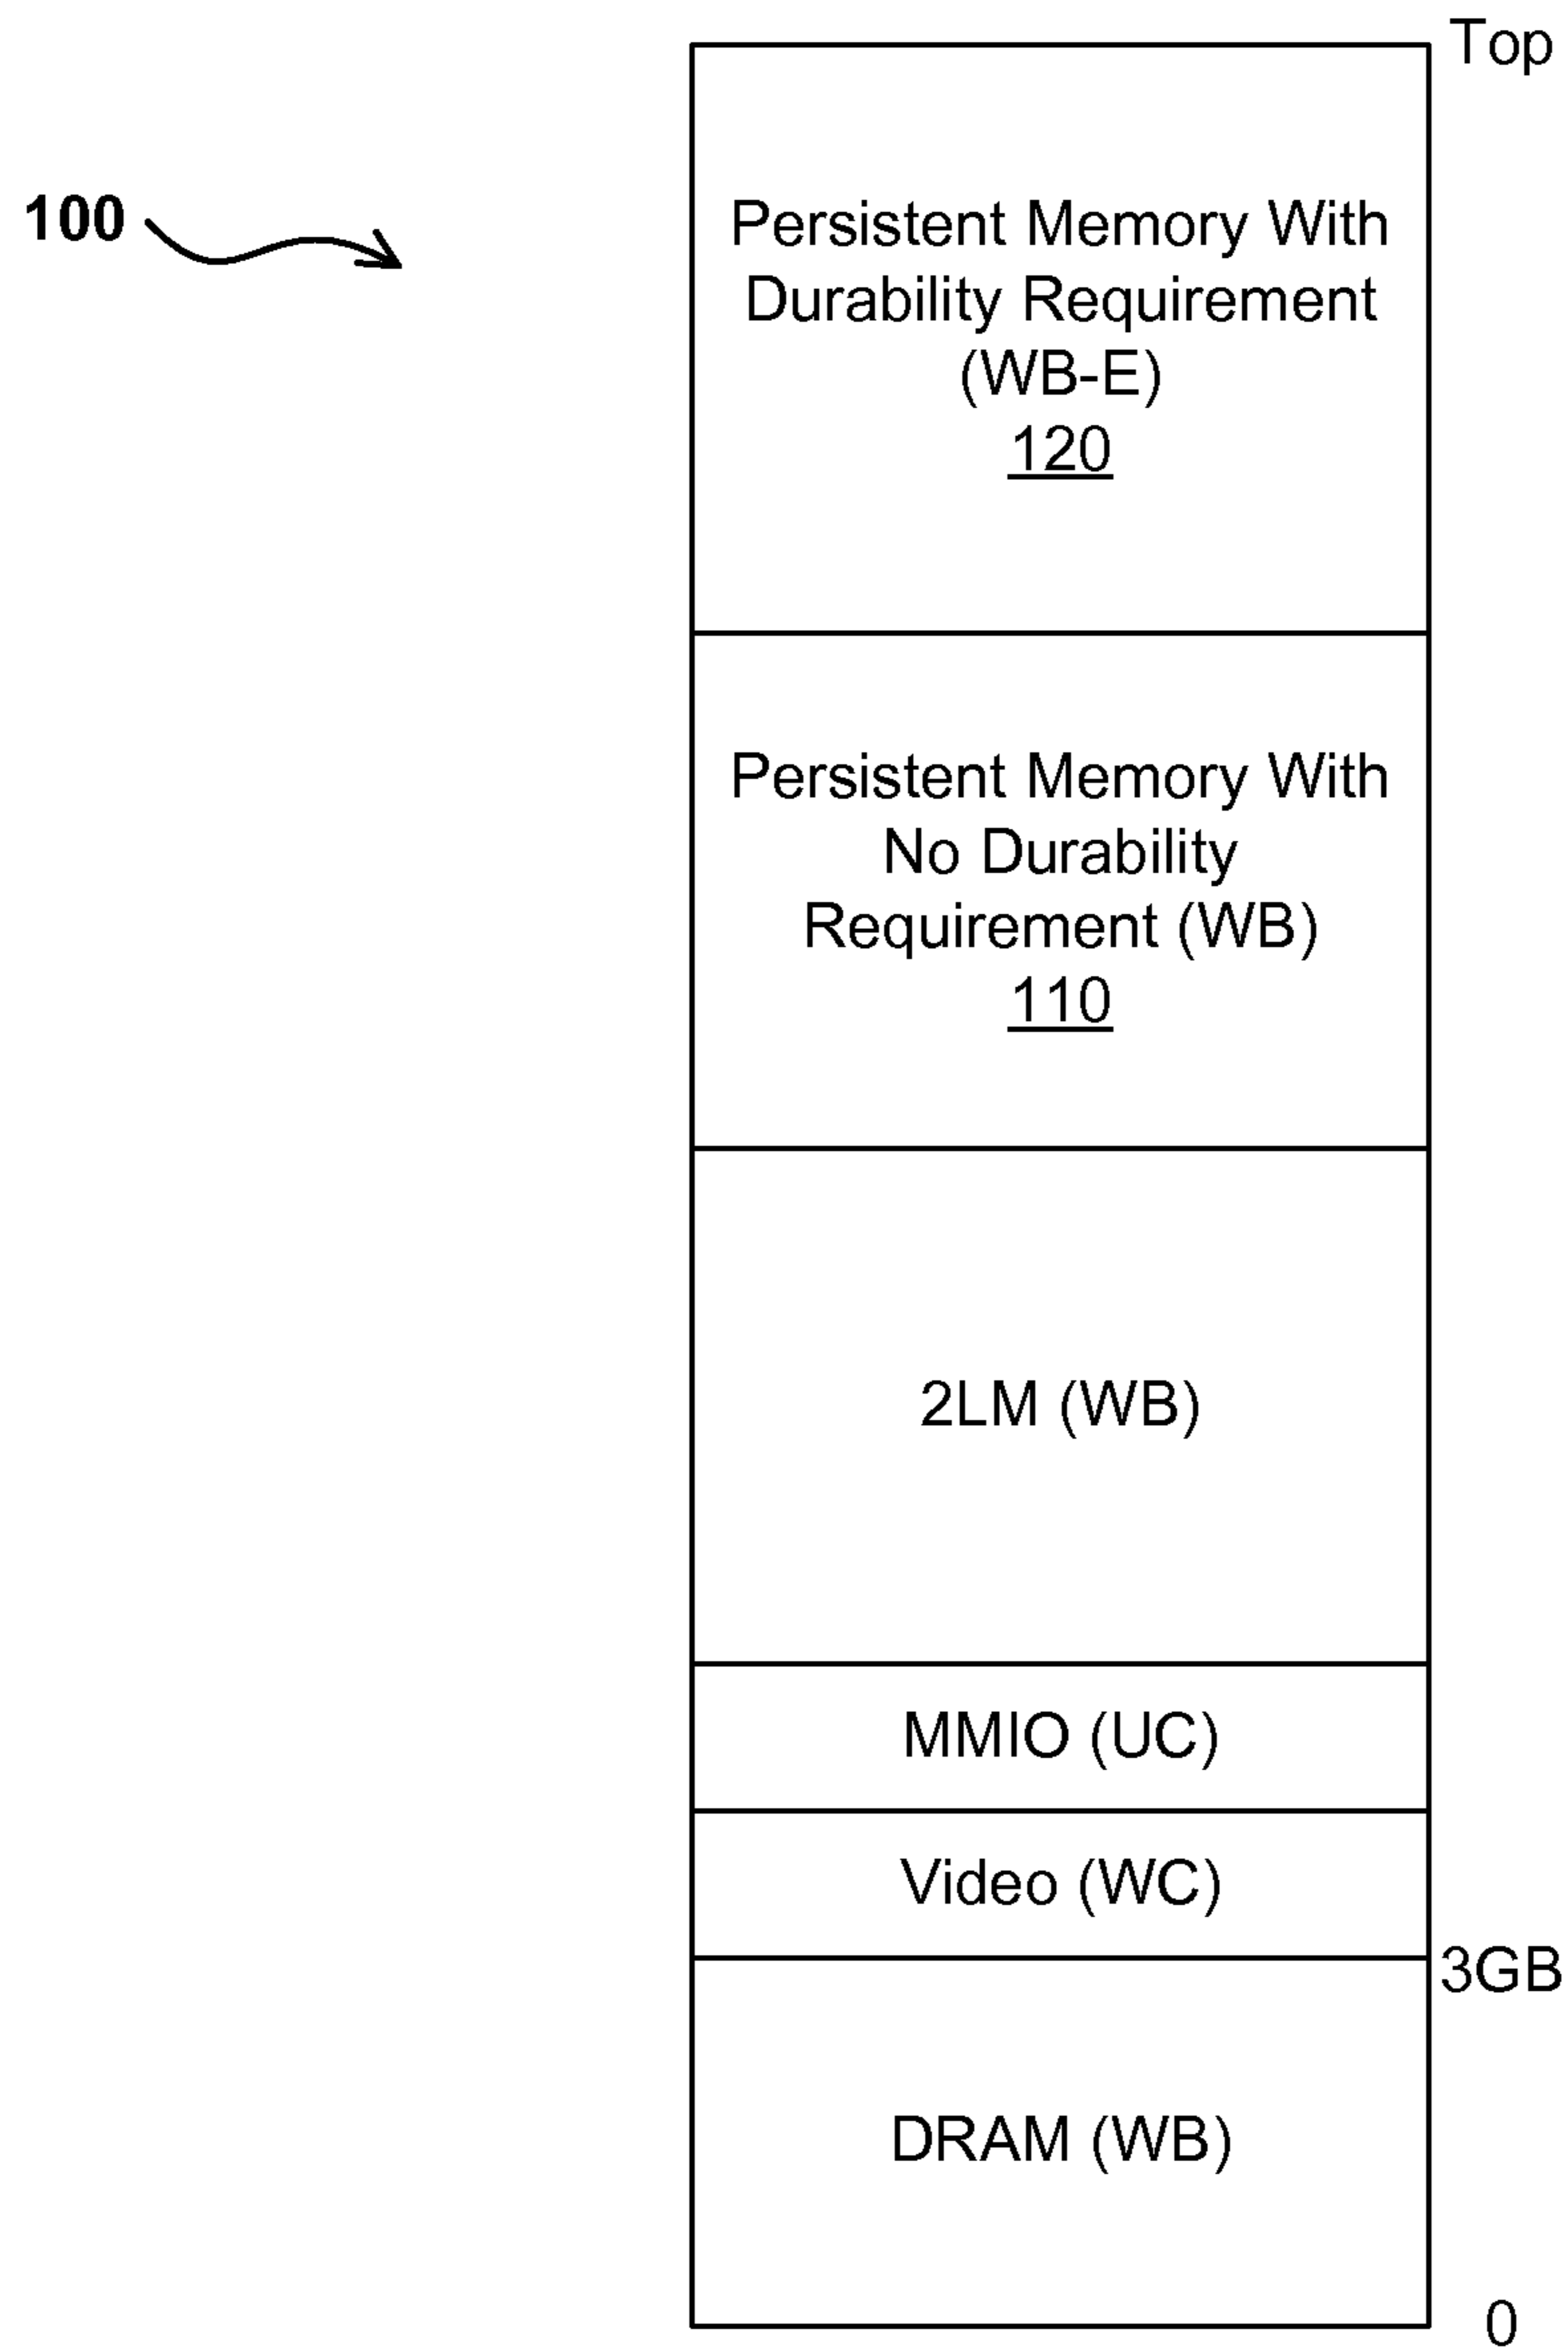 Top
100
Persistent Memory With
Durability Requirement
(WB-E)
120
Persistent Memory With
No Durability
Requirement (WB)
110
2LM (WB)
MMIO (UC)
Video (WC)
3GB
DRAM (WB)
0